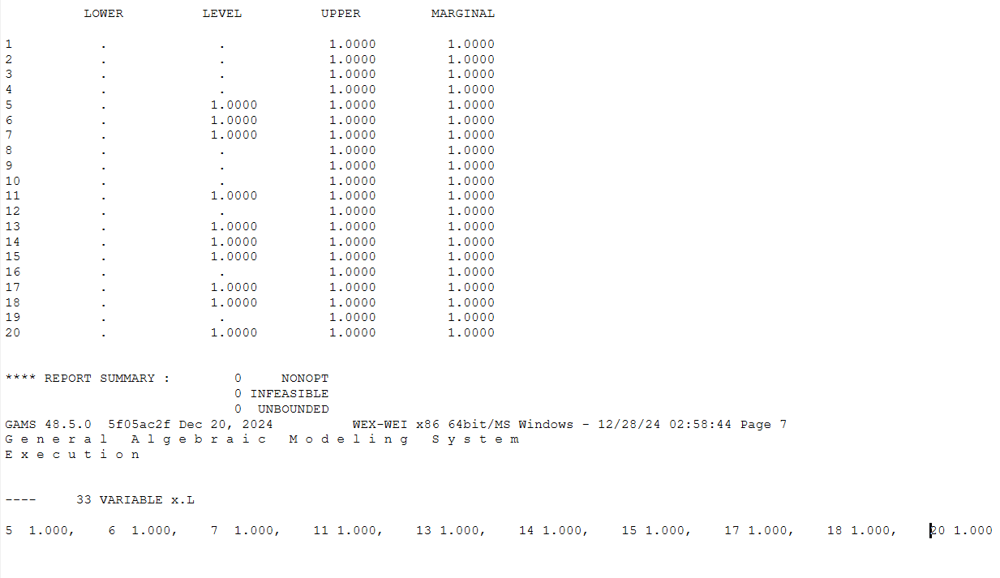 LOWER LEVEL UPPER MARGINAL
1 . . 1.0000 1.0000
2 . . 1.0000 1.0000
3 . . 1.0000 1.0000
4 . . 1.0000 1.0000
5 . 1.0000 1.0000 1.0000
6 . 1.0000 1.0000 1.0000
7 . 1.0000 1.0000 1.0000
8 . . 1.0000 1.0000
9 . . 1.0000 1.0000
10 . . 1.0000 1.0000
11 . 1.0000 1.0000 1.0000
12 . . 1.0000 1.0000
13 . 1.0000 1.0000 1.0000
14 . 1.0000 1.0000 1.0000
15 . 1.0000 1.0000 1.0000
16 . . 1.0000 1.0000
17 . 1.0000 1.0000 1.0000
18 . 1.0000 1.0000 1.0000
19 . . 1.0000 1.0000
20 . 1.0000 1.0000 1.0000
**** REPORT SUMMARY : 0 NONOPT
0 INFEASIBLE
0 UNBOUNDED
GAMS 48.5.0 5f05ac2f Dec 20, 2024 WEX-WEI x86 64bit/MS Windows - 12/28/24 02:58:44 Page 7
G e n e r a l A l g e b r a i c M o d e l i n g S y s t e m
E x e c u t i o n
---- 33 VARIABLE x.L
5 1.000, 6 1.000, 7 1.000, 11 1.000, 13 1.000, 14 1.000, 15 1.000, 17 1.000, 18 1.000, 20 1.000